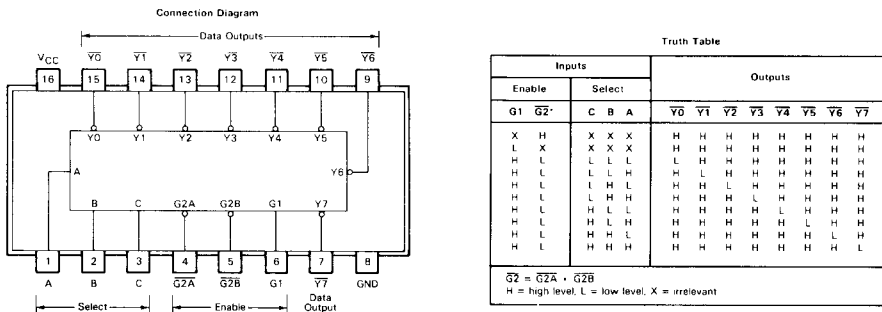 Connection Diagram
Data Outputs
VCC Y0 Y1 Y2 Y3 Y4 Y5 Y6
16 15 14 13 12 11 10 9
Y0 Y1 Y2 Y3 Y4 Y5
A Y6
B C G2A G2B G1 Y7
1 2 3 4 5 6 7 8
A B C G2A G2B G1 Y7 GND
Select Enable Data
Output
Truth Table
Inputs Outputs
Enable Select
G1 G2* C B A Y0 Y1 Y2 Y3 Y4 Y5 Y6 Y7
X H X X X H H H H H H H H
L X X X X H H H H H H H H
H L L L L L H H H H H H H
H L L L H H L H H H H H H
H L L H L H H L H H H H H
H L L H H H H H L H H H H
H L H L L H H H H L H H H
H L H L H H H H H H L H H
H L H H L H H H H H H L H
H L H H H H H H H H H H L
G2 = G2A + G2B
H = high level, L = low level, X = irrelevant